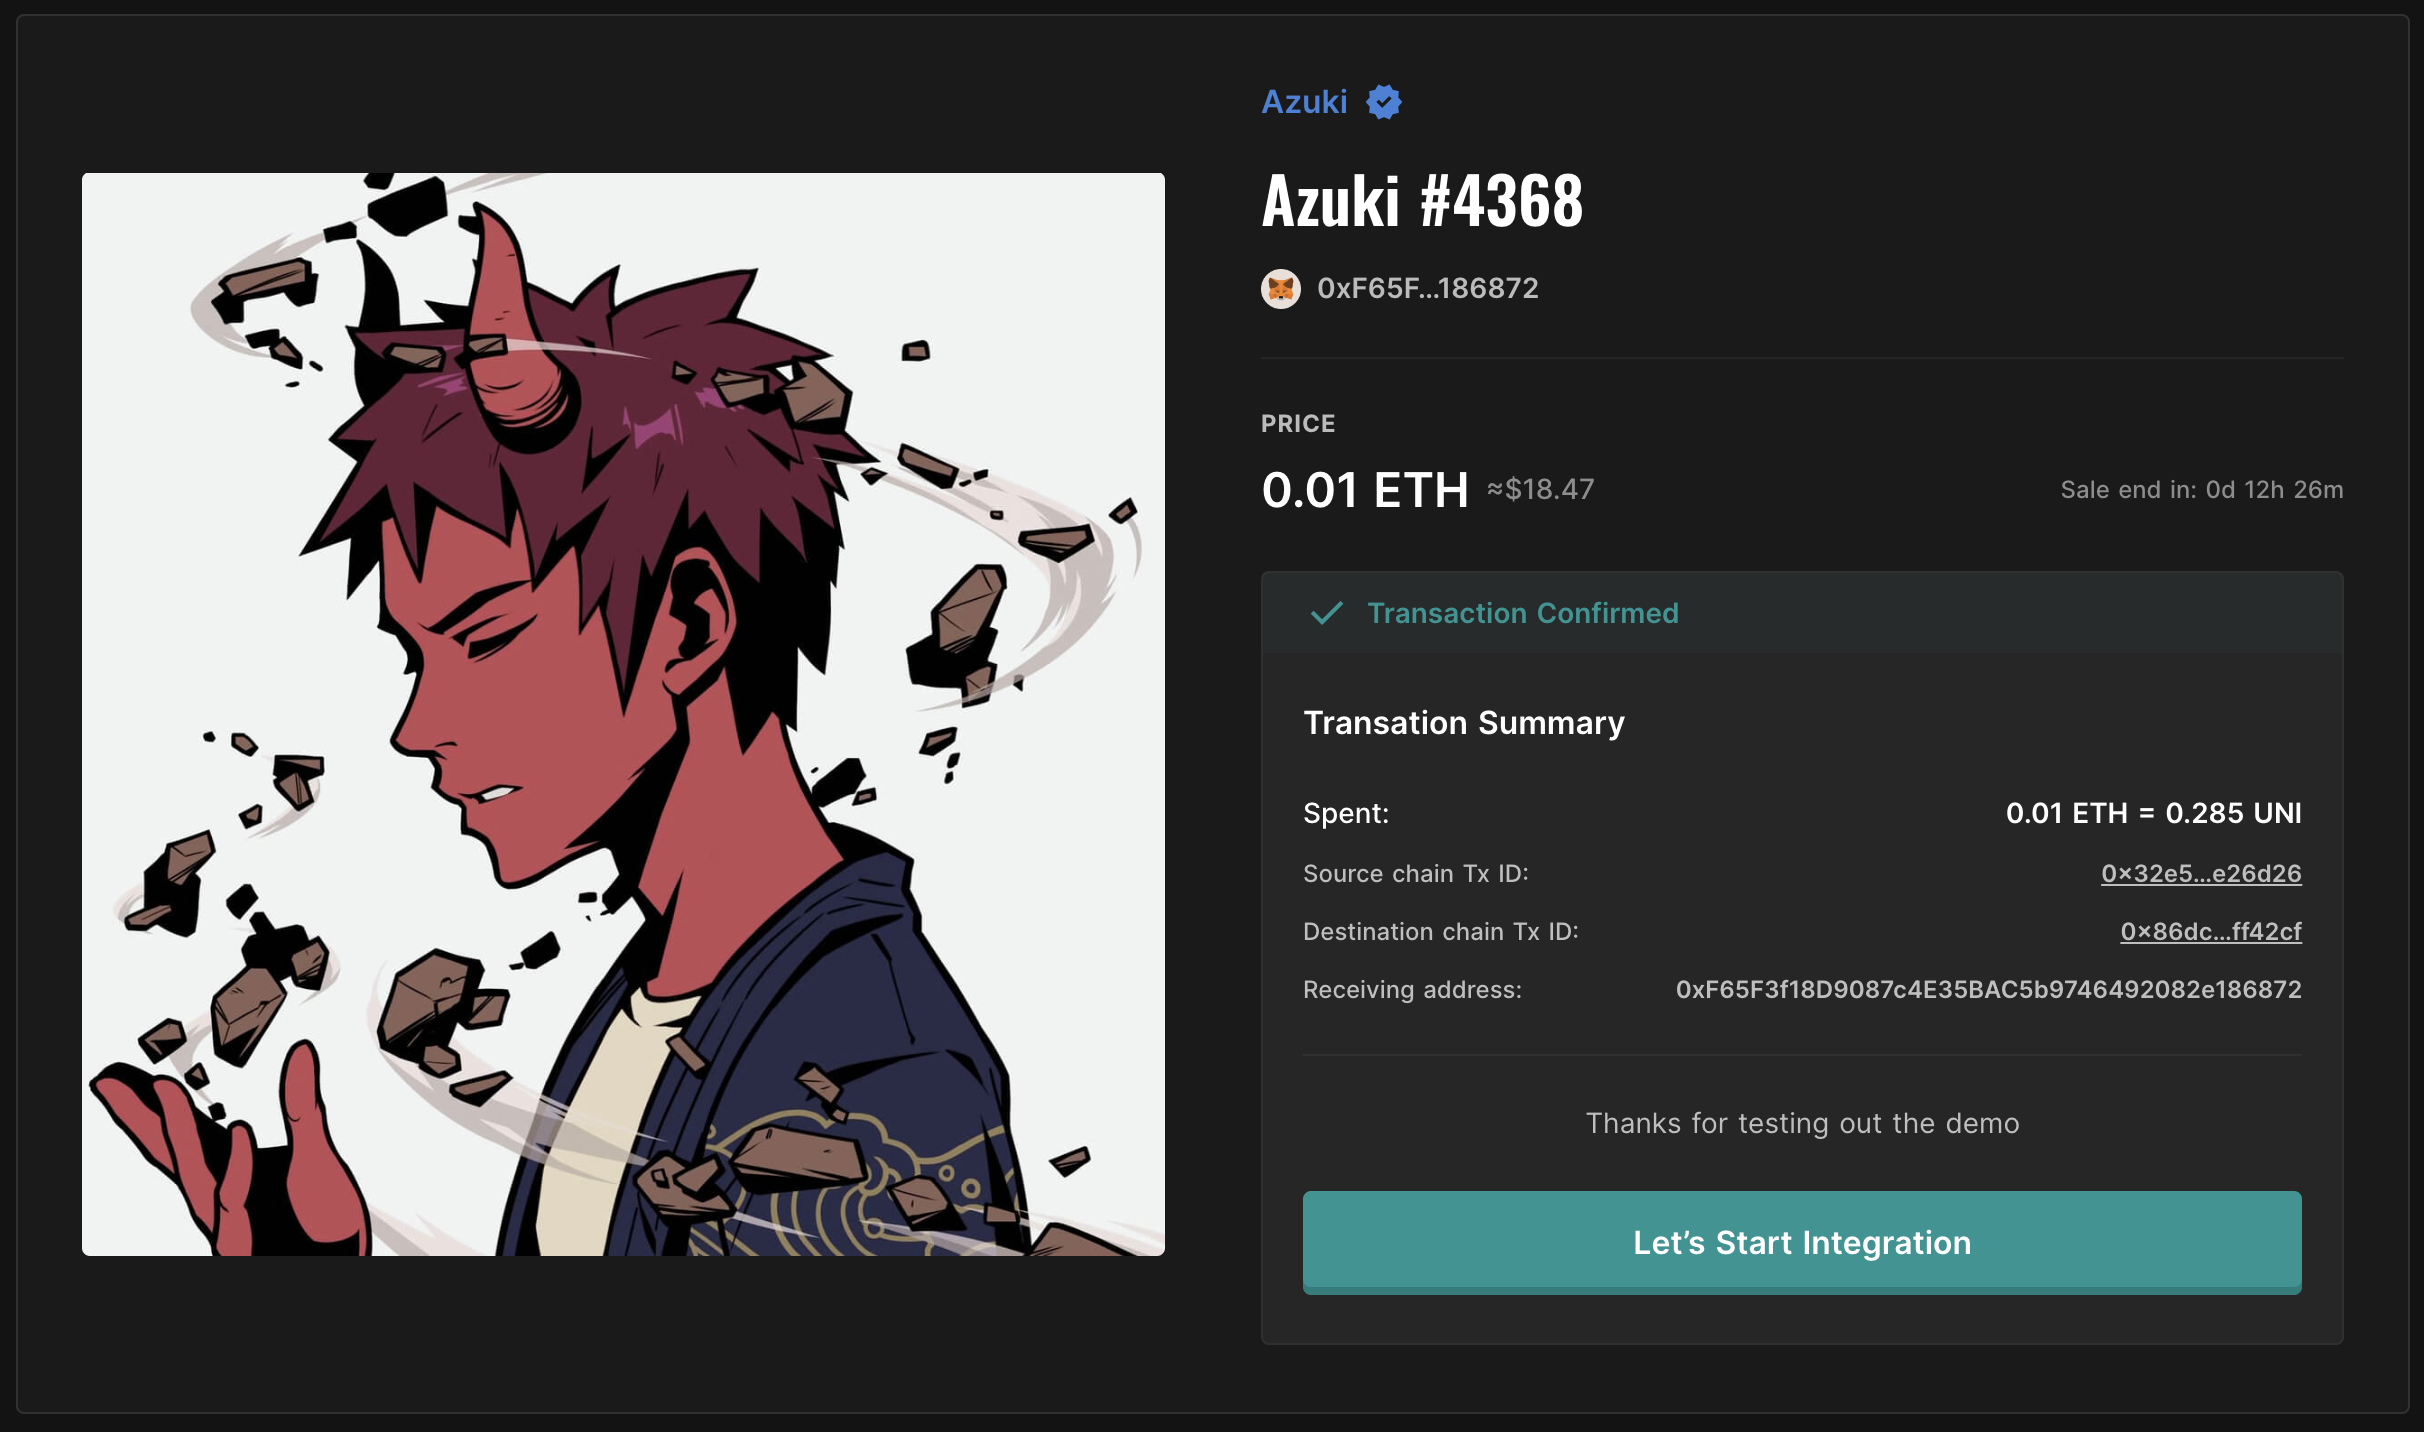 Azuki
Azuki #4368
0xF65F...186872
PRICE
0.01 ETH ≈$18.47
Sale end in: 0d 12h 26m
Transaction Confirmed
Transation Summary
Spent: 0.01 ETH = 0.285 UNI
Source chain Tx ID: 0×32e5...e26d26
Destination chain Tx ID: 0×86dc...ff42cf
Receiving address: 0xF65F3f18D9087c4E35BAC5b9746492082e186872
Thanks for testing out the demo
Let’s Start Integration